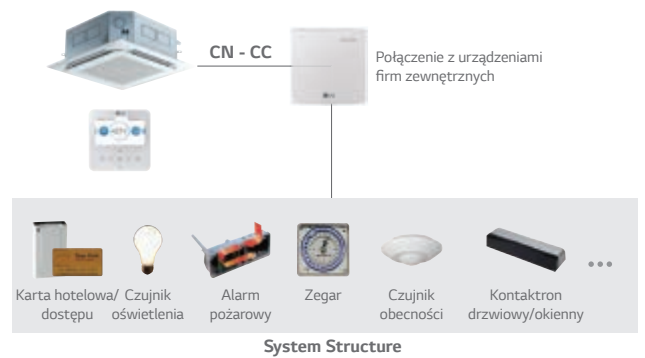 CN - CC
Połączenie z urządzeniami
firm zewnętrznych
Karta hotelowa/
dostępu
Czujnik
oświetlenia
Alarm
pożarowy
Zegar
Czujnik
obecności
Kontaktron
drzwiowy/okienny
System Structure